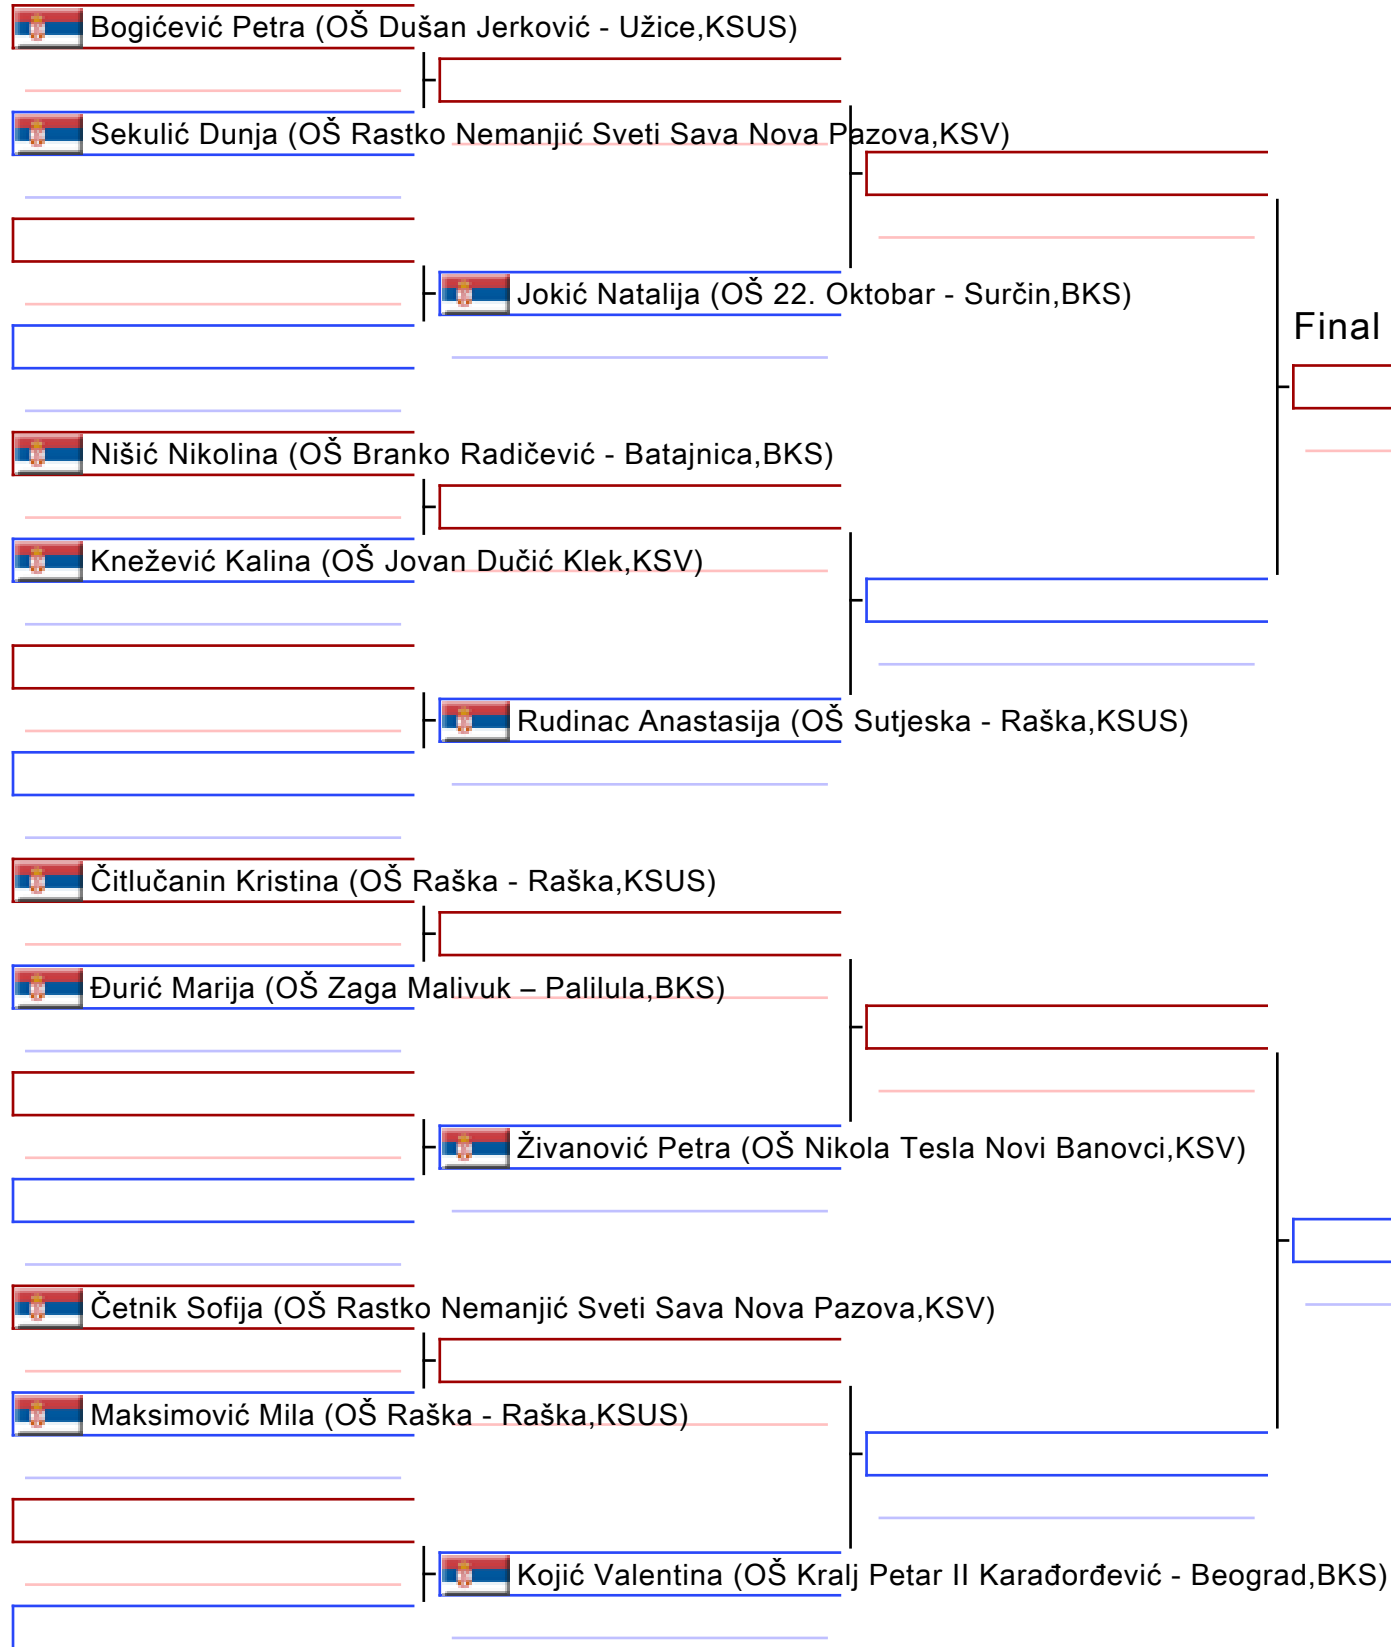 Bogićević Petra (OŠ Dušan Jerković - Užice,KSUS)
Sekulić Dunja (OŠ Rastko Nemanjić Sveti Sava Nova Pazova,KSV)
Jokić Natalija (OŠ 22. Oktobar - Surčin,BKS)
Final
Nišić Nikolina (OŠ Branko Radičević - Batajnica,BKS)
Knežević Kalina (OŠ Jovan Dučić Klek,KSV)
Rudinac Anastasija (OŠ Sutjeska - Raška,KSUS)
Čitlučanin Kristina (OŠ Raška - Raška,KSUS)
Đurić Marija (OŠ Zaga Malivuk – Palilula,BKS)
Živanović Petra (OŠ Nikola Tesla Novi Banovci,KSV)
Četnik Sofija (OŠ Rastko Nemanjić Sveti Sava Nova Pazova,KSV)
Maksimović Mila (OŠ Raška - Raška,KSUS)
Kojić Valentina (OŠ Kralj Petar II Karađorđević - Beograd,BKS)